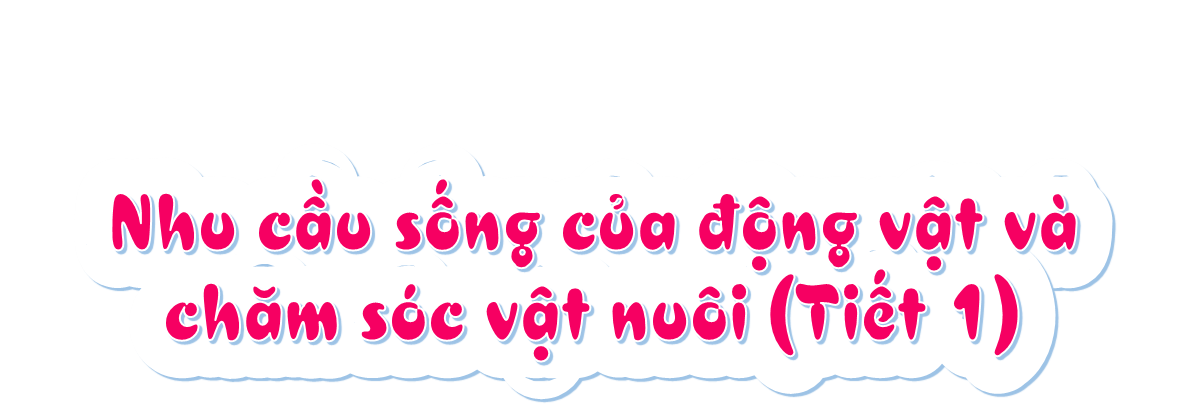 Nhu cầu sống của động vật và
chăm sóc vật nuôi (Tiết 1)